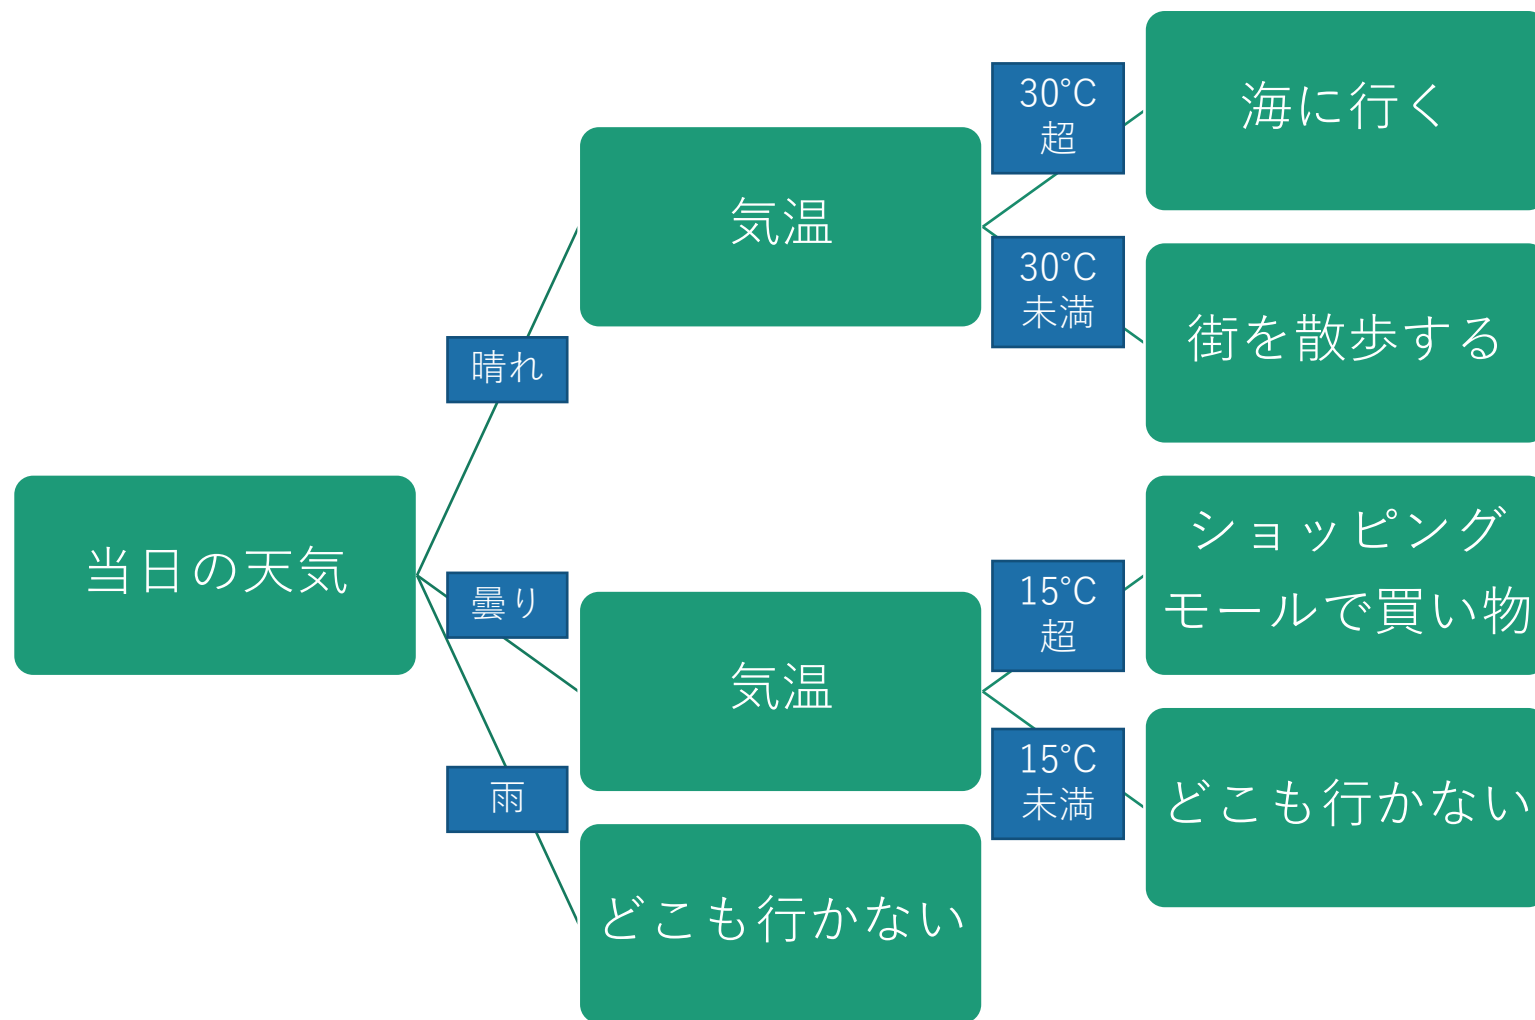 当日の天気
晴れ
気温
30°C
超
海に行く
30°C
未満
街を散歩する
曇り
気温
15°C
超
ショッピング
モールで買い物
15°C
未満
どこも行かない
雨
どこも行かない